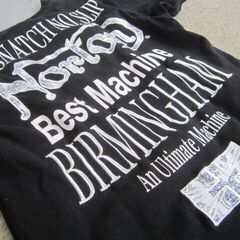 SNATCH NO SLIP
Norton
Best Machine
BIRMINGHAM
An Ultimate Machine